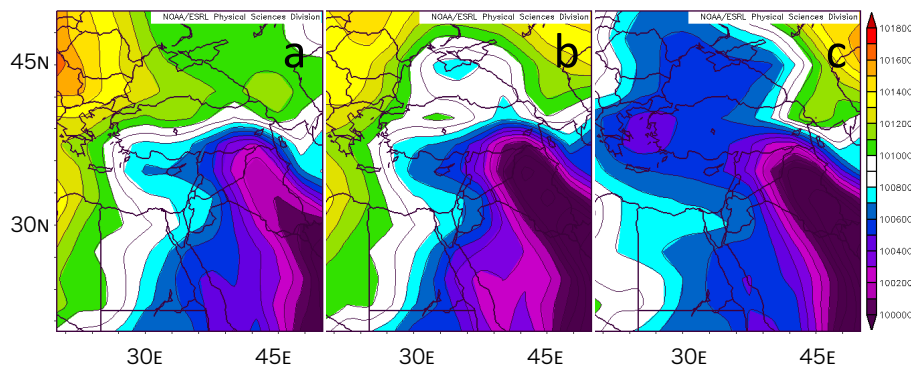 NOAA/ESRL Physical Sciences Division
NOAA/ESRL Physical Sciences Division
NOAA/ESRL Physical Sciences Division
a
b
c
45N
30N
30E
45E
30E
45E
30E
45E
101800
101600
101400
101200
101000
100800
100600
100400
100200
100000